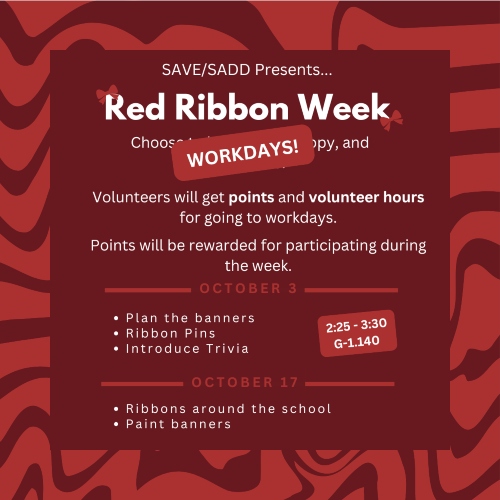 SAVE/SADD Presents...
Red Ribbon Week
Choose
, and
WORKDAYS!
Volunteers will get points and volunteer hours
for going to workdays.
Points will be rewarded for participating during
the week.
OCTOBER 3
• Plan the banners
• Ribbon Pins
• Introduce Trivia
2:25 - 3:30
G-1.140
OCTOBER 17
• Ribbons around the school
• Paint banners